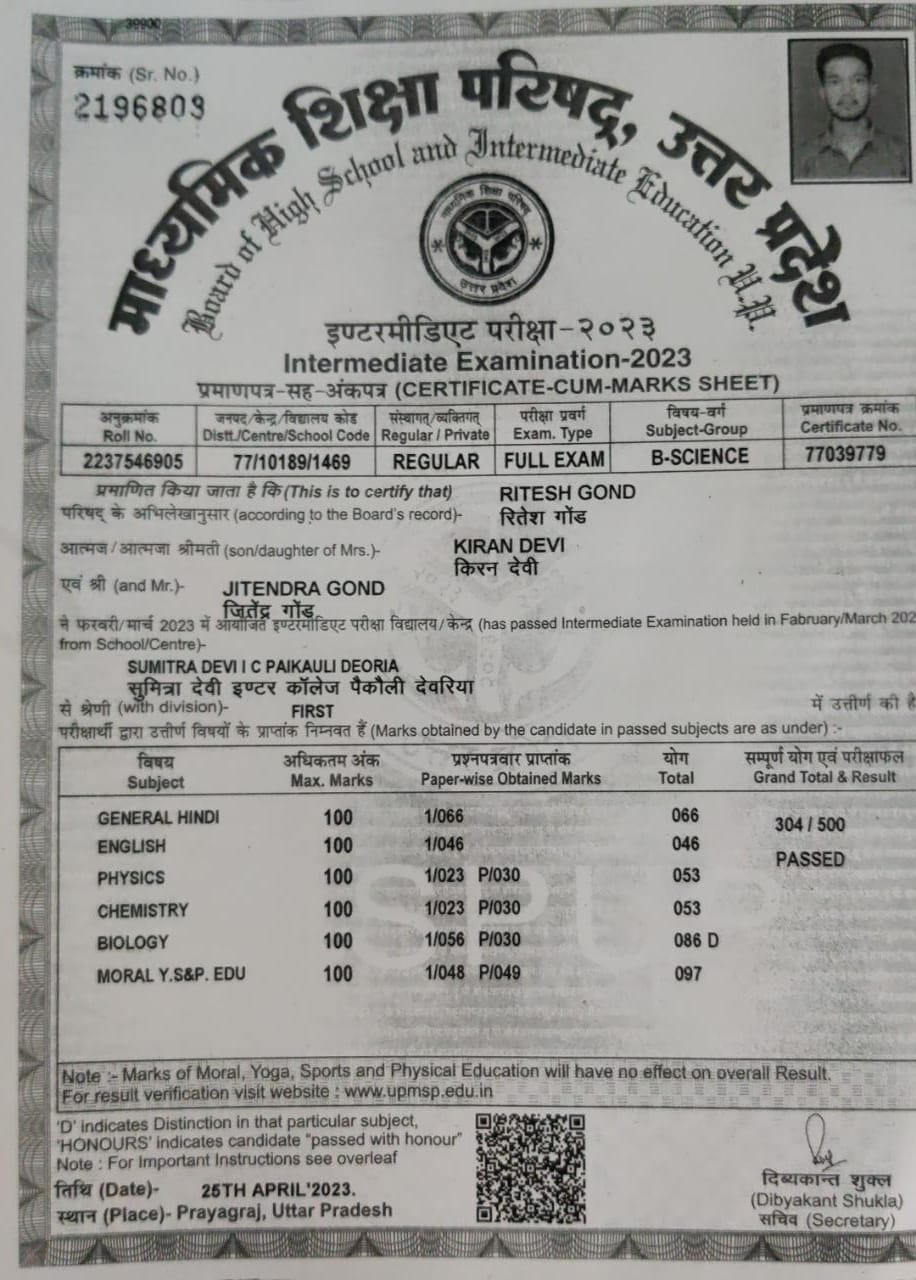 39900
क्रमांक (Sr. No.)
2196803
माध्यमिक शिक्षा परिषद्, उत्तर प्रदेश
Board of High School and Intermediate Education U.P.
माध्यमिक शिक्षा परिषद्
उत्तर प्रदेश
इण्टरमीडिएट परीक्षा-२०२३
Intermediate Examination-2023
प्रमाणपत्र-सह-अंकपत्र (CERTIFICATE-CUM-MARKS SHEET)
अनुक्रमांक जनपद/केन्द्र/विद्यालय कोड संस्थागत्/व्यक्तिगत् परीक्षा प्रवर्ग विषय-वर्ग प्रमाणपत्र क्रमांक
Roll No. Distt./Centre/School Code Regular / Private Exam. Type Subject-Group Certificate No.
2237546905 77/10189/1469 REGULAR FULL EXAM B-SCIENCE 77039779
प्रमाणित किया जाता है कि (This is to certify that) RITESH GOND
परिषद् के अभिलेखानुसार (according to the Board's record)- रितेश गोंड
आत्मज/आत्मजा श्रीमती (son/daughter of Mrs.)- KIRAN DEVI
किरन देवी
एवं श्री (and Mr.)- JITENDRA GOND
जितेंद्र गोंड
ने फरवरी/मार्च 2023 में आयोजित इण्टरमीडिएट परीक्षा विद्यालय/केन्द्र (has passed Intermediate Examination held in Fabruary/March 202
from School/Centre)-
SUMITRA DEVI I C PAIKAULI DEORIA
सुमित्रा देवी इण्टर कॉलेज पैकौली देवरिया
से श्रेणी (with division)- FIRST में उत्तीर्ण की है
परीक्षार्थी द्वारा उत्तीर्ण विषयों के प्राप्तांक निम्नवत हैं (Marks obtained by the candidate in passed subjects are as under) :-
विषय अधिकतम अंक प्रश्नपत्रवार प्राप्तांक योग सम्पूर्ण योग एवं परीक्षाफल
Subject Max. Marks Paper-wise Obtained Marks Total Grand Total & Result
GENERAL HINDI 100 1/066 066 304 / 500
ENGLISH 100 1/046 046 PASSED
PHYSICS 100 1/023 P/030 053
CHEMISTRY 100 1/023 P/030 053
BIOLOGY 100 1/056 P/030 086 D
MORAL Y.S&P. EDU 100 1/048 P/049 097
Note :- Marks of Moral, Yoga, Sports and Physical Education will have no effect on overall Result.
For result verification visit website : www.upmsp.edu.in
'D' indicates Distinction in that particular subject,
'HONOURS' indicates candidate "passed with honour"
Note : For Important Instructions see overleaf
तिथि (Date)- 25TH APRIL'2023.
स्थान (Place)- Prayagraj, Uttar Pradesh
दिब्यकान्त शुक्ल
(Dibyakant Shukla)
सचिव (Secretary)